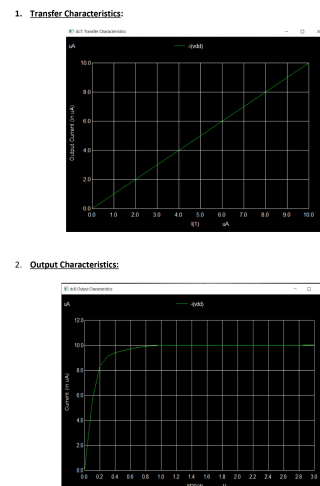 1. Transfer Characteristics:
dc7: Transfer Characteristics
uA
-i(vdd)
10.0
8.0
6.0
4.0
2.0
0.0
Output Current (in uA)
0.0 1.0 2.0 3.0 4.0 5.0 6.0 7.0 8.0 9.0 10.0
I(1) uA
2. Output Characteristics:
dc8: Output Characteristics
uA
-i(vdd)
12.0
10.0
8.0
6.0
4.0
2.0
0.0
Current (in uA)
0.0 0.2 0.4 0.6 0.8 1.0 1.2 1.4 1.6 1.8 2.0 2.2 2.4 2.6 2.8 3.0